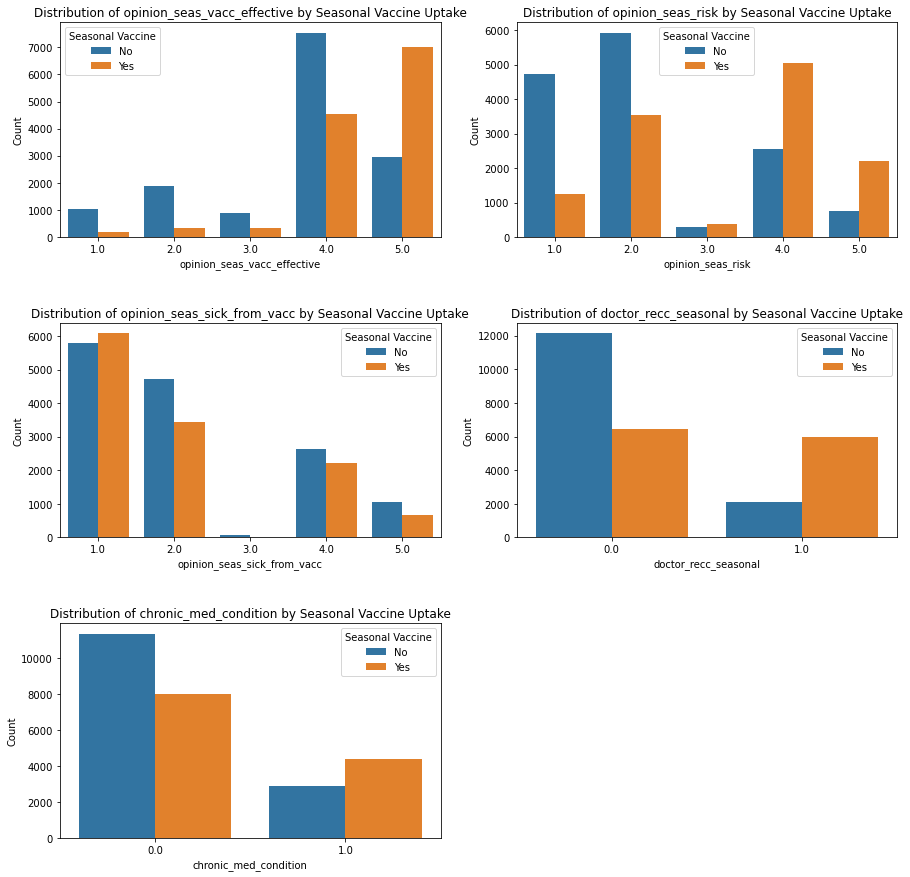 Distribution of opinion_seas_vacc_effective by Seasonal Vaccine Uptake
Seasonal Vaccine
No
Yes
Count
7000
6000
5000
4000
3000
2000
1000
0
1.0 2.0 3.0 4.0 5.0
opinion_seas_vacc_effective
Distribution of opinion_seas_risk by Seasonal Vaccine Uptake
Seasonal Vaccine
No
Yes
Count
6000
5000
4000
3000
2000
1000
0
1.0 2.0 3.0 4.0 5.0
opinion_seas_risk
Distribution of opinion_seas_sick_from_vacc by Seasonal Vaccine Uptake
Seasonal Vaccine
No
Yes
Count
6000
5000
4000
3000
2000
1000
0
1.0 2.0 3.0 4.0 5.0
opinion_seas_sick_from_vacc
Distribution of doctor_recc_seasonal by Seasonal Vaccine Uptake
Seasonal Vaccine
No
Yes
Count
12000
10000
8000
6000
4000
2000
0
0.0 1.0
doctor_recc_seasonal
Distribution of chronic_med_condition by Seasonal Vaccine Uptake
Seasonal Vaccine
No
Yes
Count
10000
8000
6000
4000
2000
0
0.0 1.0
chronic_med_condition